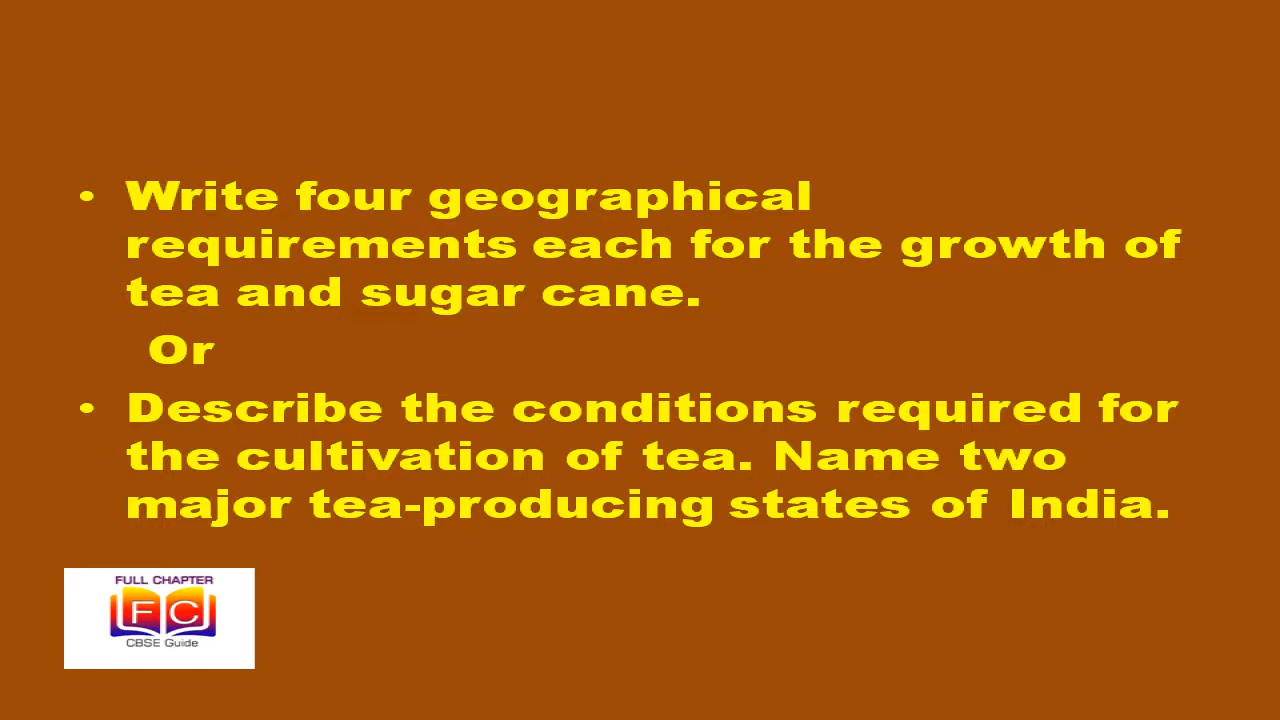 • Write four geographical
requirements each for the growth of
tea and sugar cane.
Or
• Describe the conditions required for
the cultivation of tea. Name two
major tea-producing states of India.
FULL CHAPTER
FC
CBSE Guide